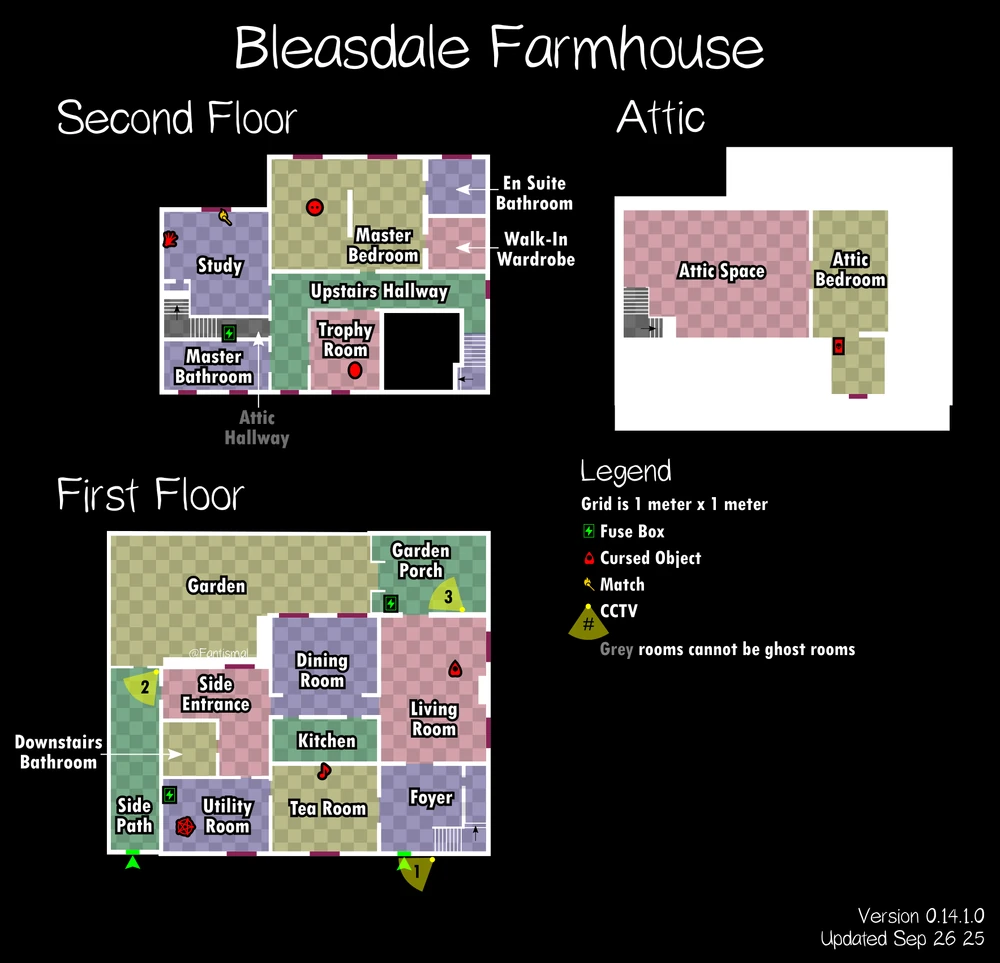 Bleasdale Farmhouse
Second Floor
Attic
En Suite
Bathroom
Master
Bedroom
Walk-In
Wardrobe
Study
Upstairs Hallway
Trophy
Room
Master
Bathroom
Attic
Hallway
Attic Space
Attic
Bedroom
First Floor
Garden
Garden
Porch
3
@Fantismal
2
Side
Entrance
Dining
Room
Living
Room
Kitchen
Downstairs
Bathroom
Side
Path
Utility
Room
Tea Room
Foyer
1
Legend
Grid is 1 meter x 1 meter
Fuse Box
Cursed Object
Match
CCTV
#
Grey rooms cannot be ghost rooms
Version 0.14.1.0
Updated Sep 26 25